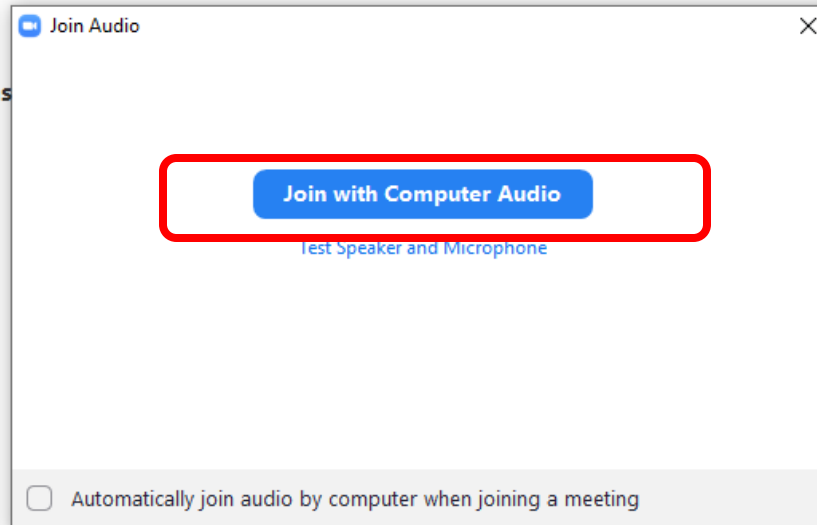 Join Audio
s
Join with Computer Audio
Test Speaker and Microphone
Automatically join audio by computer when joining a meeting